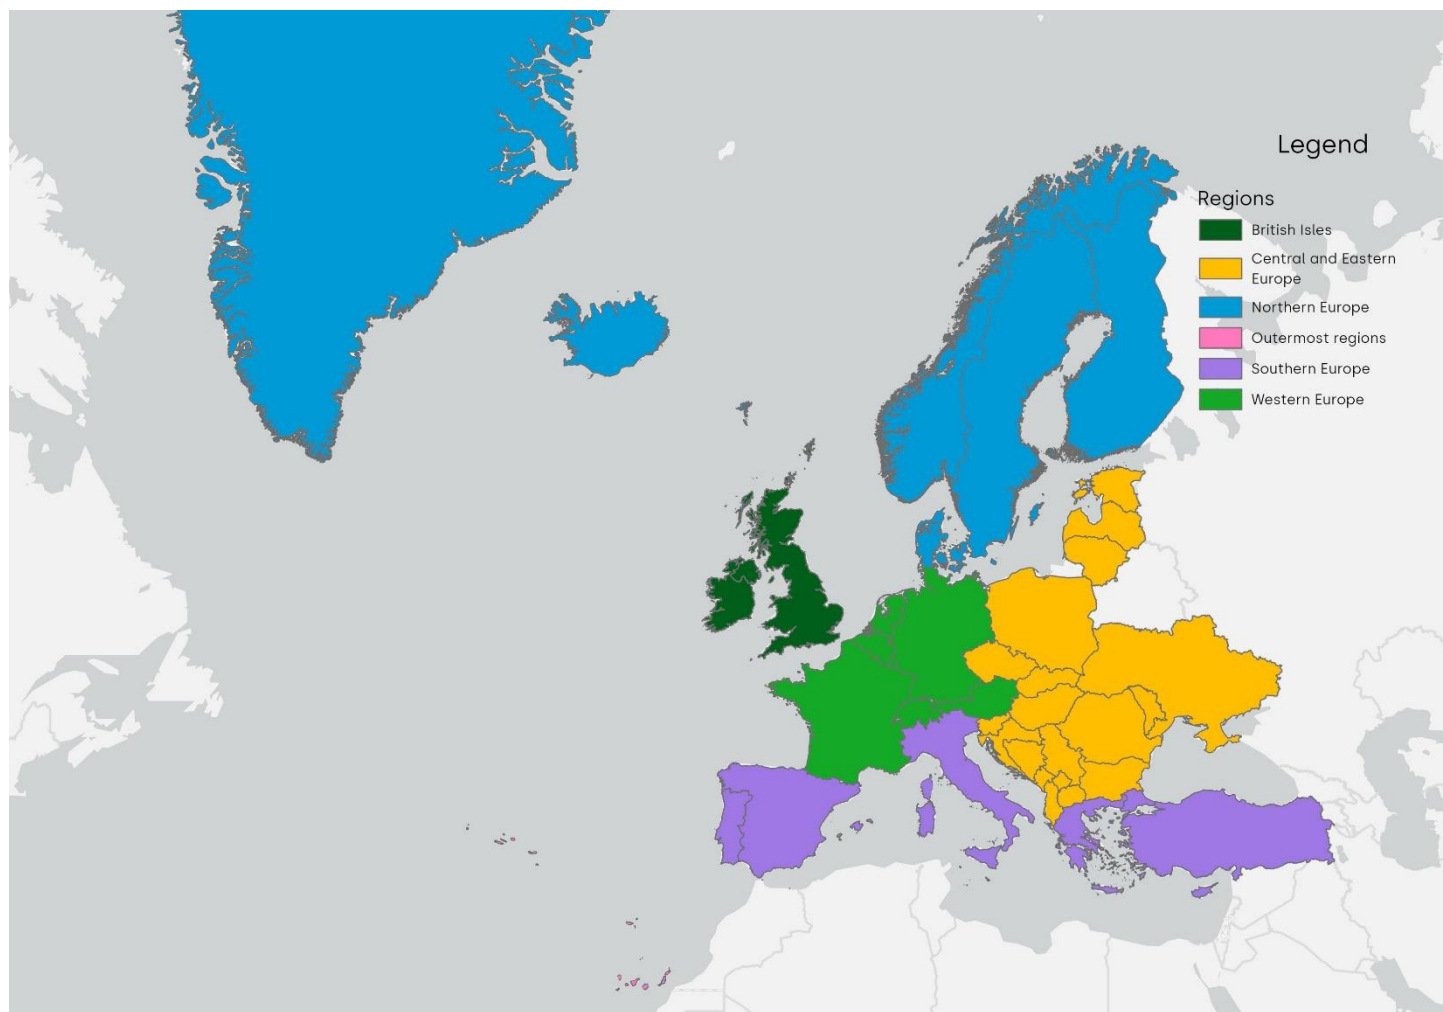 Legend
Regions
British Isles
Central and Eastern
Europe
Northern Europe
Outermost regions
Southern Europe
Western Europe